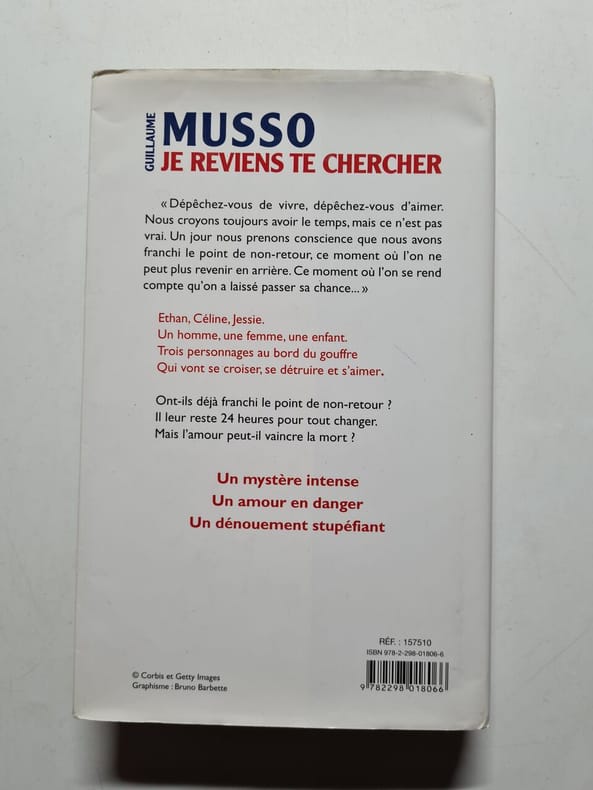 GUILLAUME
MUSSO
JE REVIENS TE CHERCHER
« Dépêchez-vous de vivre, dépêchez-vous d'aimer.
Nous croyons toujours avoir le temps, mais ce n'est pas
vrai. Un jour nous prenons conscience que nous avons
franchi le point de non-retour, ce moment où l'on ne
peut plus revenir en arrière. Ce moment où l'on se rend
compte qu'on a laissé passer sa chance... »
Ethan, Céline, Jessie.
Un homme, une femme, une enfant.
Trois personnages au bord du gouffre
Qui vont se croiser, se détruire et s'aimer.
Ont-ils déjà franchi le point de non-retour ?
Il leur reste 24 heures pour tout changer.
Mais l'amour peut-il vaincre la mort ?
Un mystère intense
Un amour en danger
Un dénouement stupéfiant
RÉF. : 157510
ISBN 978-2-298-01806-6
9 782298 018066
© Corbis et Getty Images
Graphisme : Bruno Barbette